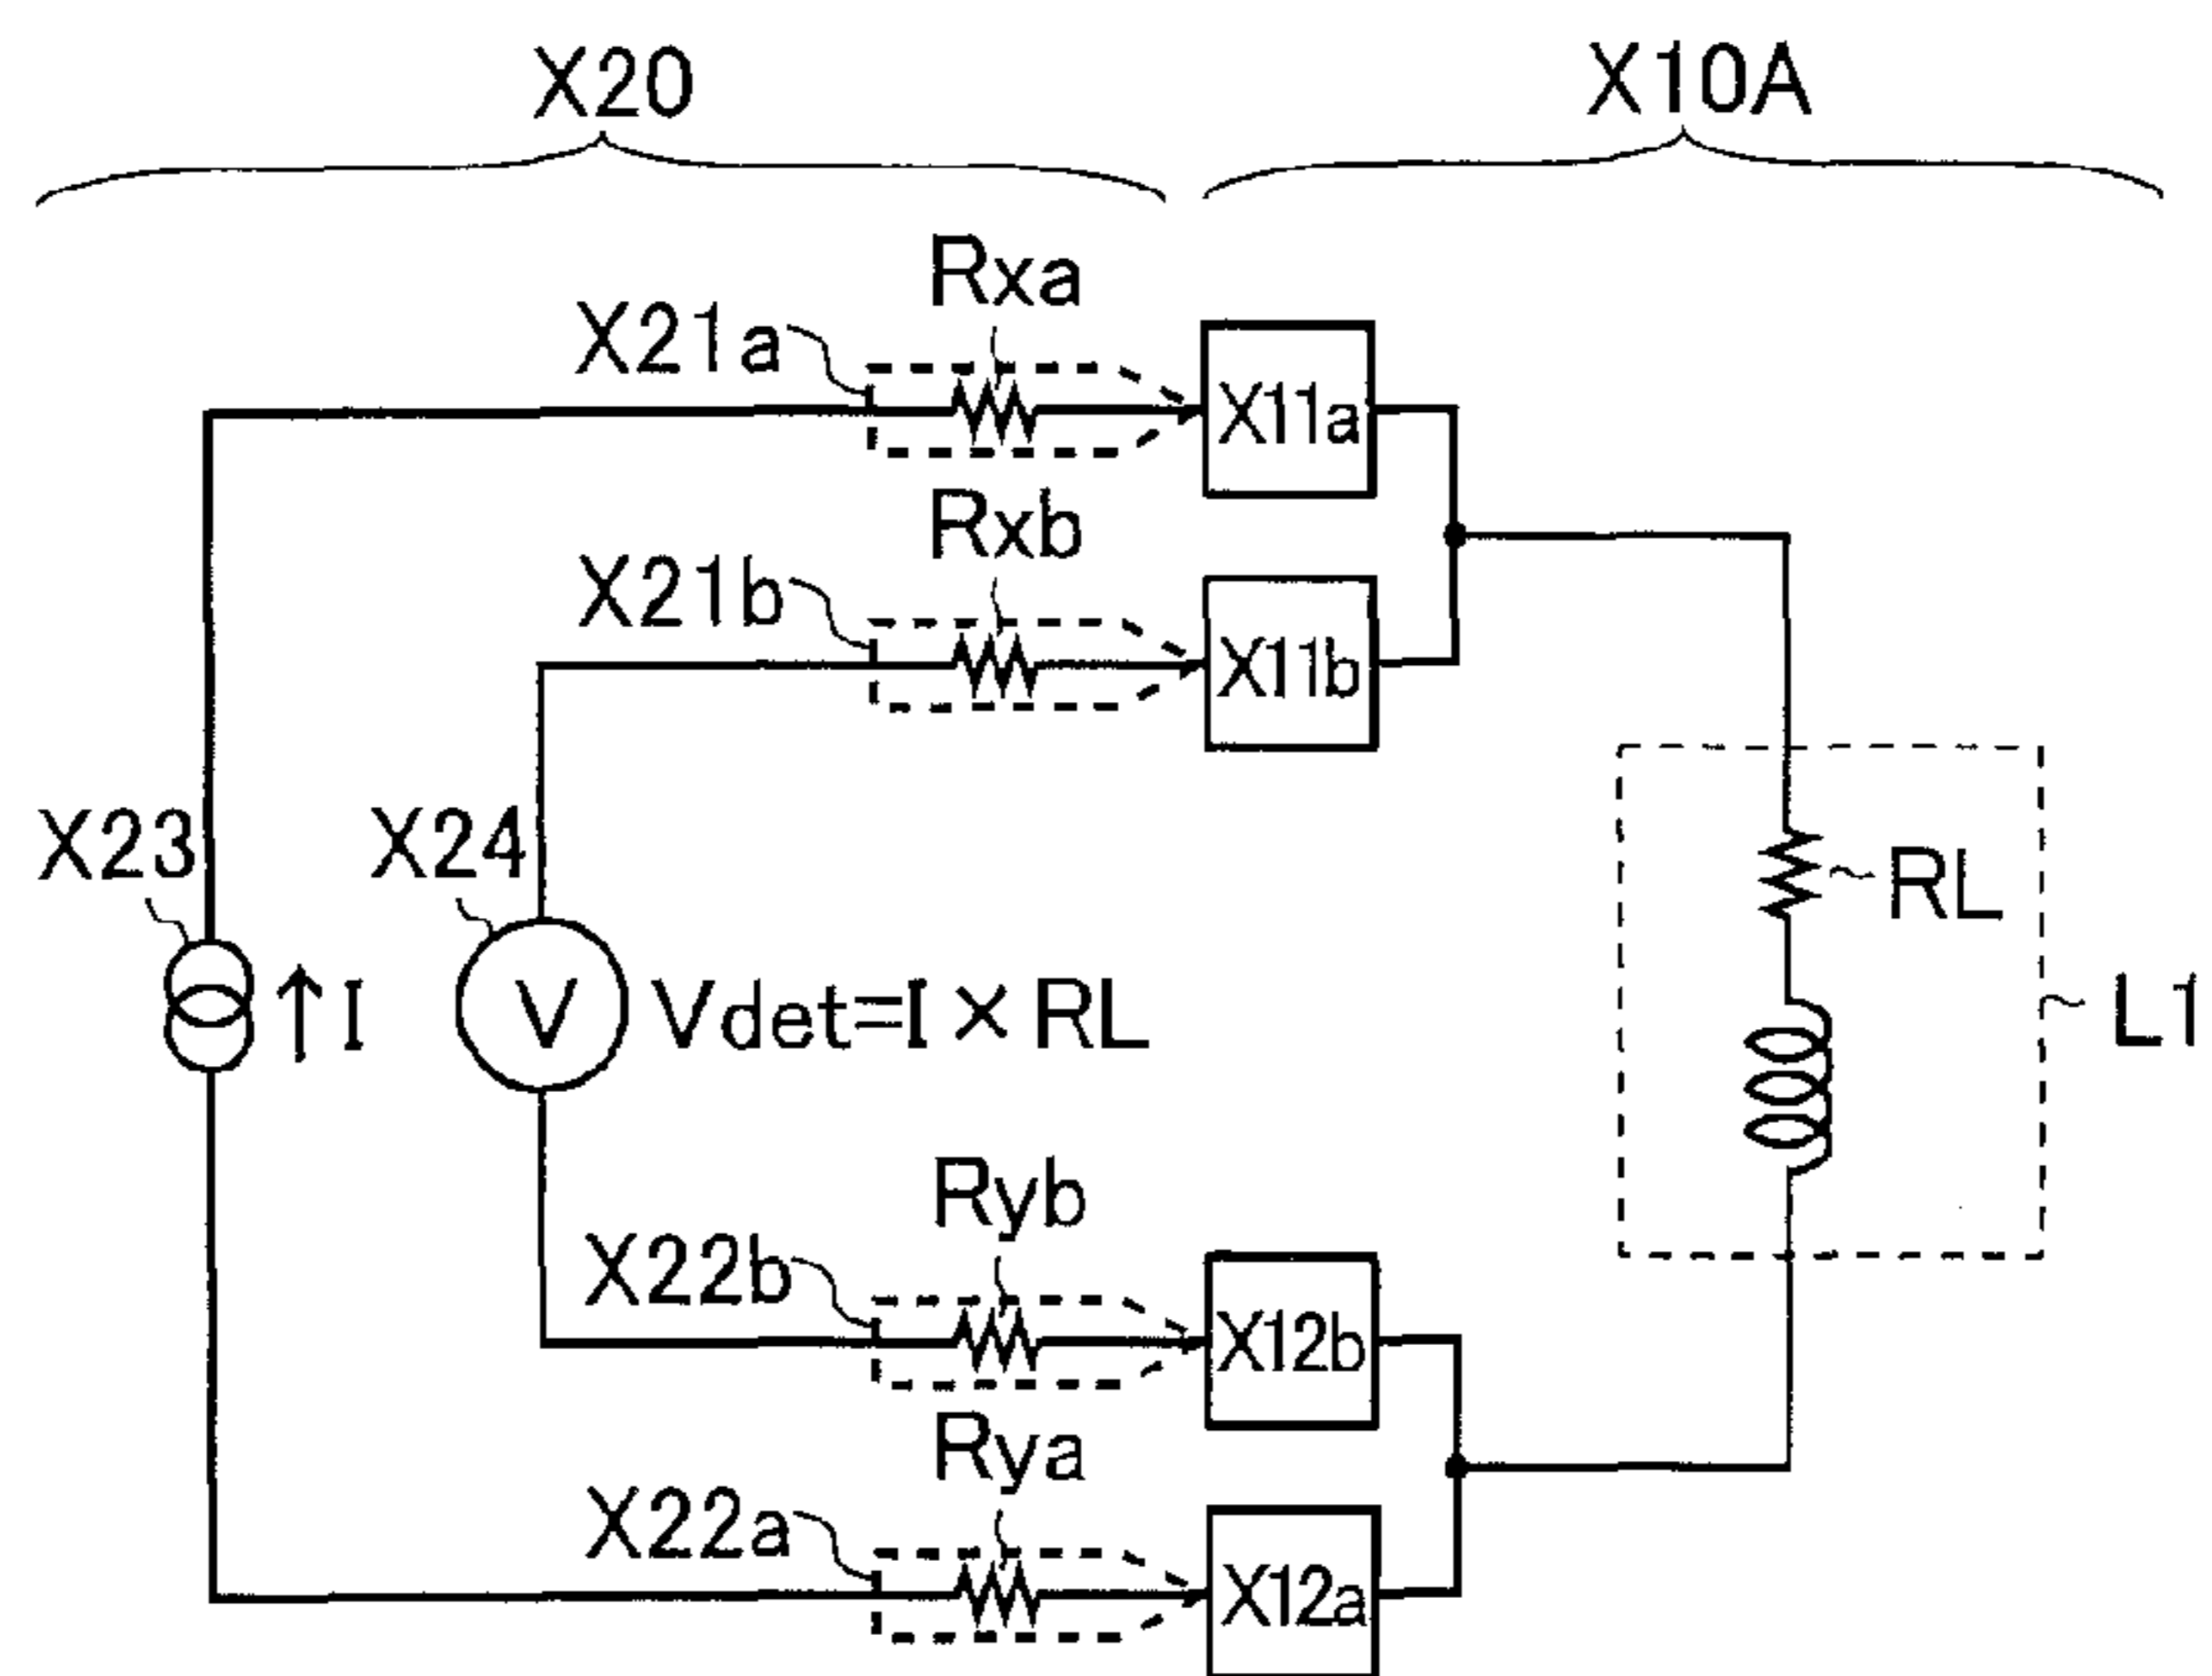 X20 X10A
Rxa
X21a X11a
Rxb
X21b X11b
X23 X24 RL
↑I V Vdet=I×RL L1
Ryb
X22b X12b
Rya
X22a X12a